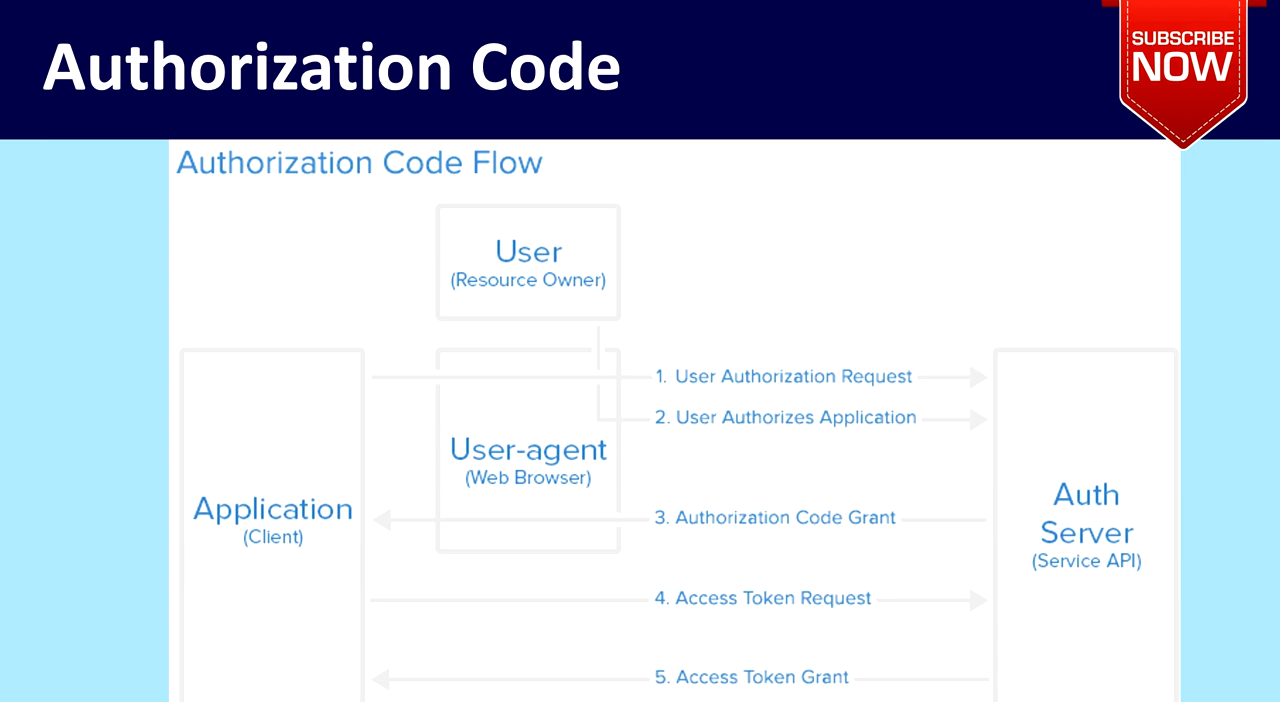 Authorization Code
SUBSCRIBE
NOW
Authorization Code Flow
User
(Resource Owner)
1. User Authorization Request
2. User Authorizes Application
User-agent
(Web Browser)
Application
(Client)
3. Authorization Code Grant
Auth
Server
(Service API)
4. Access Token Request
5. Access Token Grant